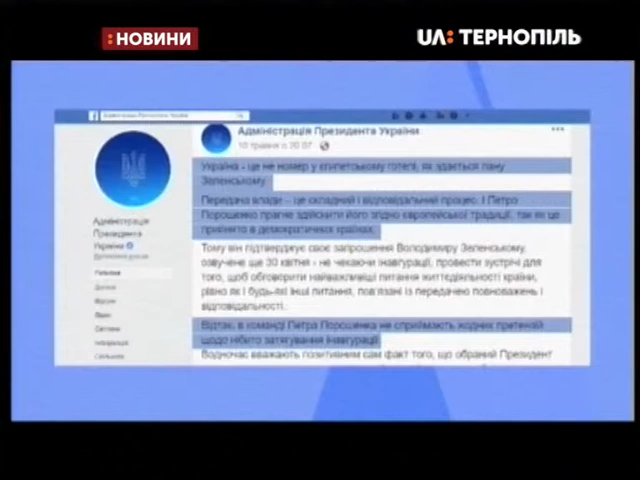 :НОВИНИ
UA: ТЕРНОПІЛЬ
Адміністрація Президента України
10 травня о 20:07
Україна - це не номер у єгипетському готелі, як здається пану
Зеленському.
Адміністрація
Президента
України
Передача влади – це складний і відповідальний процес. І Петро
Порошенко прагне здійснити його згідно європейської традиції, так як це
прийнято в демократичних країнах.
Тому він підтверджує своє запрошення Володимиру Зеленському,
озвучене ще 30 квітня - не чекаючи інавгурації, провести зустрічі для
того, щоб обговорити найважливіші питання життєдіяльності країни,
рівно як і будь-які інші питання, пов'язані із передачею повноважень і
відповідальності.
Відтак, в команді Петра Порошенка не сприймають жодних претензій
щодо нібито затягування інавгурації.
Водночас вважають позитивним сам факт того, що обраний Президент